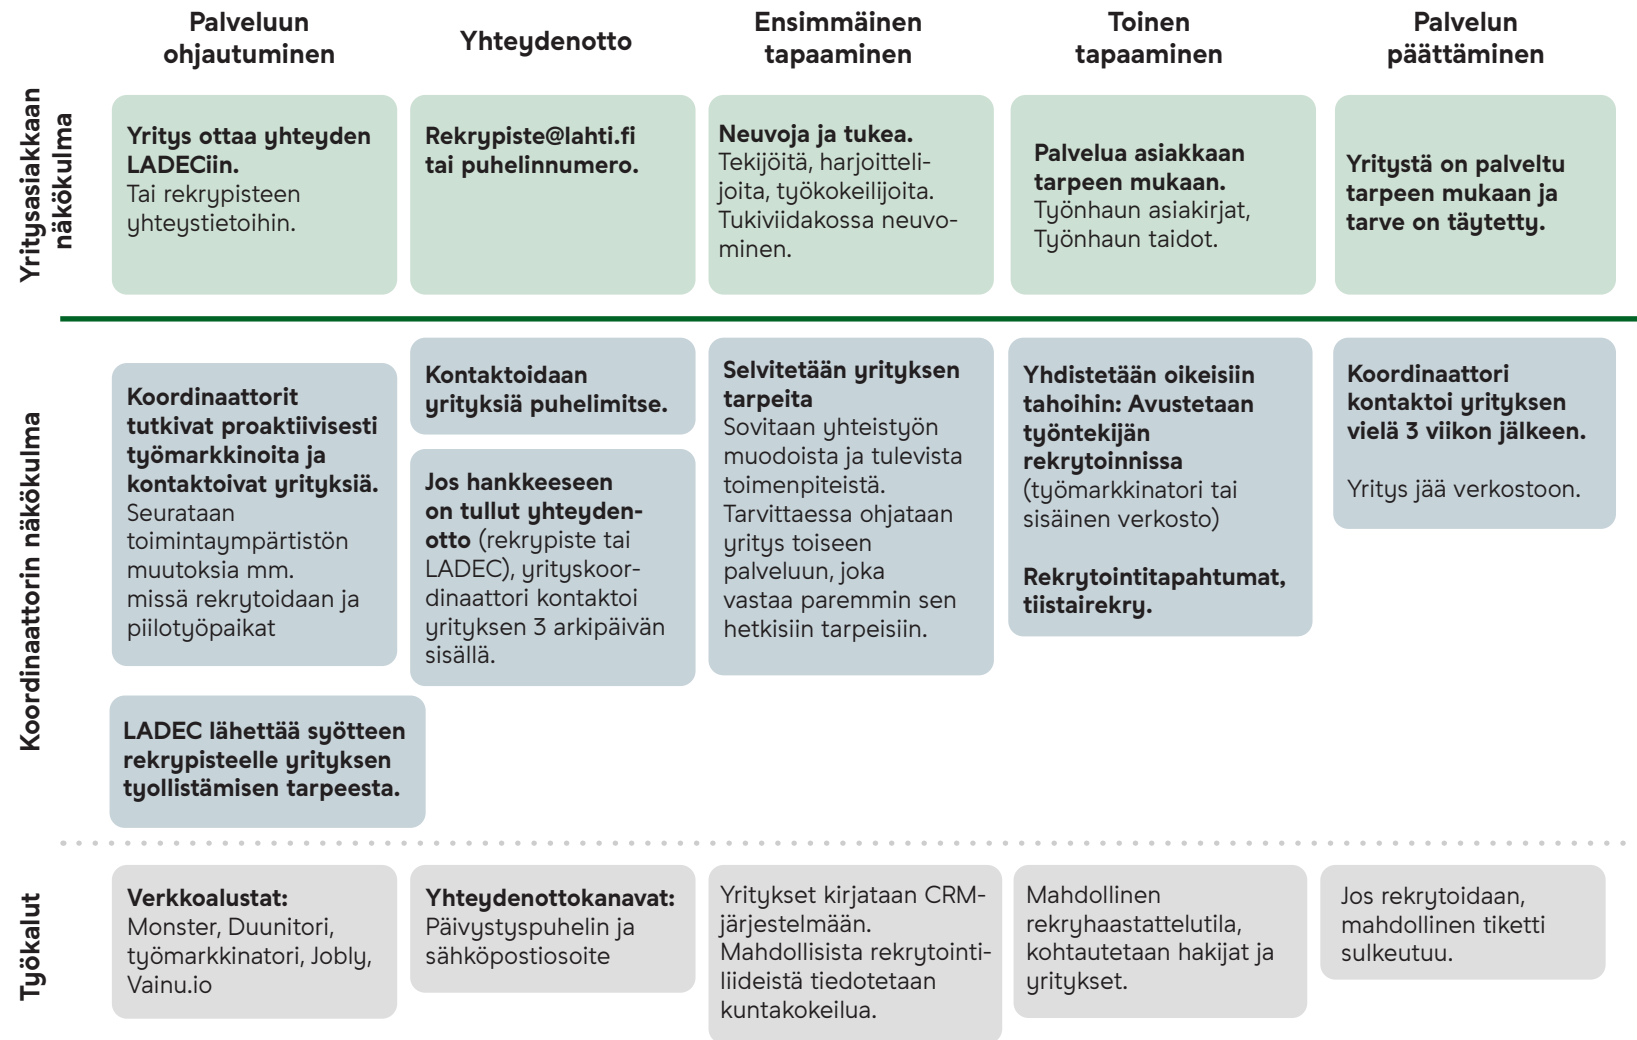 Palveluun
ohjautuminen
Yhteydenotto
Ensimmäinen
tapaaminen
Toinen
tapaaminen
Palvelun
päättäminen
Yritysasiakkaan
näkökulma
Yritys ottaa yhteyden
LADECiin.
Tai rekrypisteen
yhteystietoihin.
Rekrypiste@lahti.fi
tai puhelinnumero.
Neuvoja ja tukea.
Tekijöitä, harjoitteli-
joita, työkokeilijoita.
Tukiviidakossa neuvo-
minen.
Palvelua asiakkaan
tarpeen mukaan.
Työnhaun asiakirjat,
Työnhaun taidot.
Yritystä on palveltu
tarpeen mukaan ja
tarve on täytetty.
Koordinaattorin näkökulma
Koordinaattorit
tutkivat proaktiivisesti
työmarkkinoita ja
kontaktoivat yrityksiä.
Seurataan
toimintaympärtistön
muutoksia mm.
missä rekrytoidaan ja
piilotyöpaikat
LADEC lähettää syötteen
rekrypisteelle yrityksen
tyollistämisen tarpeesta.
Kontaktoidaan
yrityksiä puhelimitse.
Jos hankkeeseen
on tullut yhteyden-
otto (rekrypiste tai
LADEC), yrityskoor-
dinaattori kontaktoi
yrityksen 3 arkipäivän
sisällä.
Selvitetään yrityksen
tarpeita
Sovitaan yhteistyön
muodoista ja tulevista
toimenpiteistä.
Tarvittaessa ohjataan
yritys toiseen
palveluun, joka
vastaa paremmin sen
hetkisiin tarpeisiin.
Yhdistetään oikeisiin
tahoihin: Avustetaan
työntekijän
rekrytoinnissa
(työmarkkinatori tai
sisäinen verkosto)
Rekrytointitapahtumat,
tiistairekry.
Koordinaattori
kontaktoi yrityksen
vielä 3 viikon jälkeen.
Yritys jää verkostoon.
Työkalut
Verkkoalustat:
Monster, Duunitori,
työmarkkinatori, Jobly,
Vainu.io
Yhteydenottokanavat:
Päivystyspuhelin ja
sähköpostiosoite
Yritykset kirjataan CRM-
järjestelmään.
Mahdollisista rekrytointi-
liideistä tiedotetaan
kuntakokeilua.
Mahdollinen
rekryhaastattelutila,
kohtautetaan hakijat ja
yritykset.
Jos rekrytoidaan,
mahdollinen tiketti
sulkeutuu.